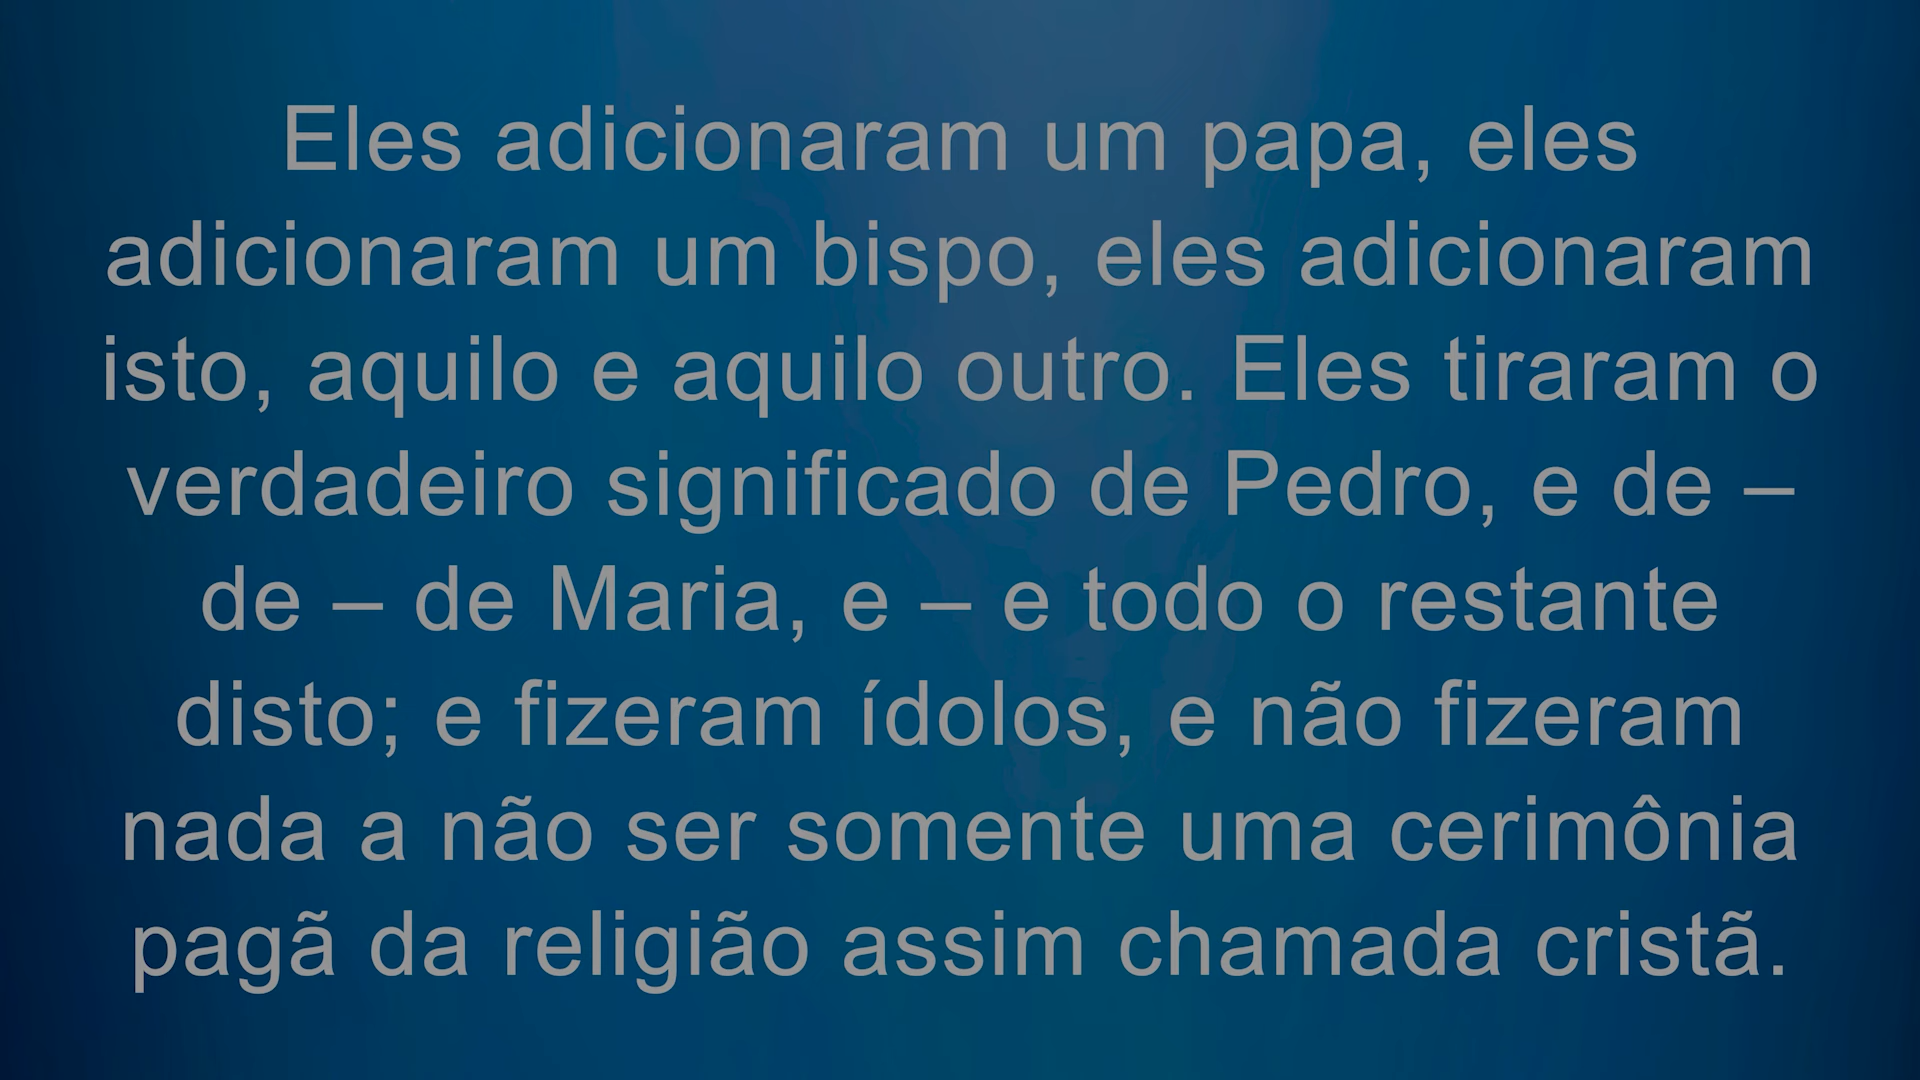 Eles adicionaram um papa, eles
adicionaram um bispo, eles adicionaram
isto, aquilo e aquilo outro. Eles tiraram o
verdadeiro significado de Pedro, e de –
de – de Maria, e – e todo o restante
disto; e fizeram ídolos, e não fizeram
nada a não ser somente uma cerimônia
pagã da religião assim chamada cristã.